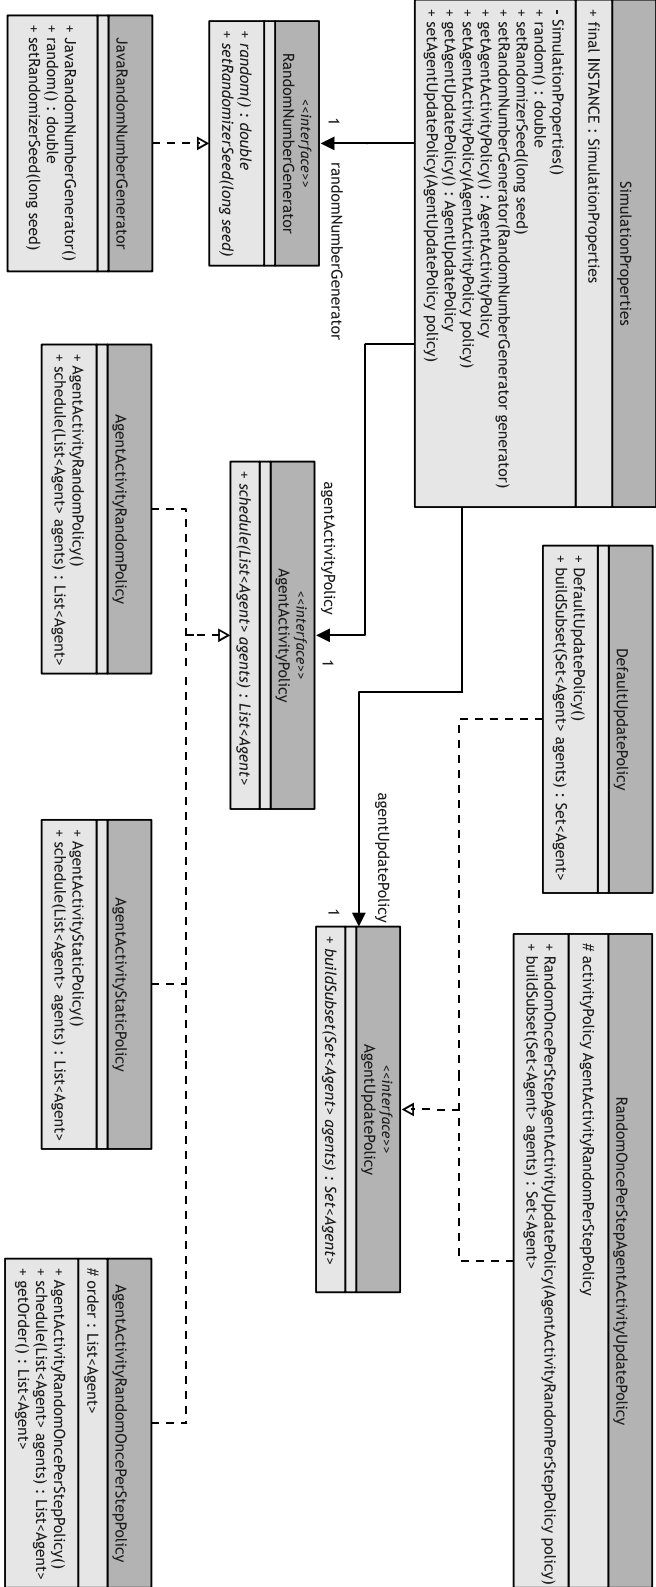 SimulationProperties
+ final INSTANCE : SimulationProperties
- SimulationProperties()
+ random() : double
+ setRandomizerSeed(long seed)
+ setRandomNumberGenerator(RandomNumberGenerator generator)
+ getAgentActivityPolicy() : AgentActivityPolicy
+ setAgentActivityPolicy(AgentActivityPolicy policy)
+ getAgentUpdatePolicy() : AgentUpdatePolicy
+ setAgentUpdatePolicy(AgentUpdatePolicy policy)
DefaultUpdatePolicy
+ DefaultUpdatePolicy()
+ buildSubset(Set<Agent> agents) : Set<Agent>
RandomOncePerStepAgentActivityUpdatePolicy
# activityPolicy AgentActivityRandomPerStepPolicy
+ RandomOncePerStepAgentActivityUpdatePolicy(AgentActivityRandomPerStepPolicy policy)
+ buildSubset(Set<Agent> agents) : Set<Agent>
1
randomNumberGenerator
agentActivityPolicy
1
agentUpdatePolicy
1
<<interface>>
RandomNumberGenerator
+ random() : double
+ setRandomizerSeed(long seed)
<<interface>>
AgentActivityPolicy
+ schedule(List<Agent> agents) : List<Agent>
<<interface>>
AgentUpdatePolicy
+ buildSubset(Set<Agent> agents) : Set<Agent>
JavaRandomNumberGenerator
+ JavaRandomNumberGenerator()
+ random() : double
+ setRandomizerSeed(long seed)
AgentActivityRandomPolicy
+ AgentActivityRandomPolicy()
+ schedule(List<Agent> agents) : List<Agent>
AgentActivityStaticPolicy
+ AgentActivityStaticPolicy()
+ schedule(List<Agent> agents) : List<Agent>
AgentActivityRandomOncePerStepPolicy
# order : List<Agent>
+ AgentActivityRandomOncePerStepPolicy()
+ schedule(List<Agent> agents) : List<Agent>
+ getOrder() : List<Agent>